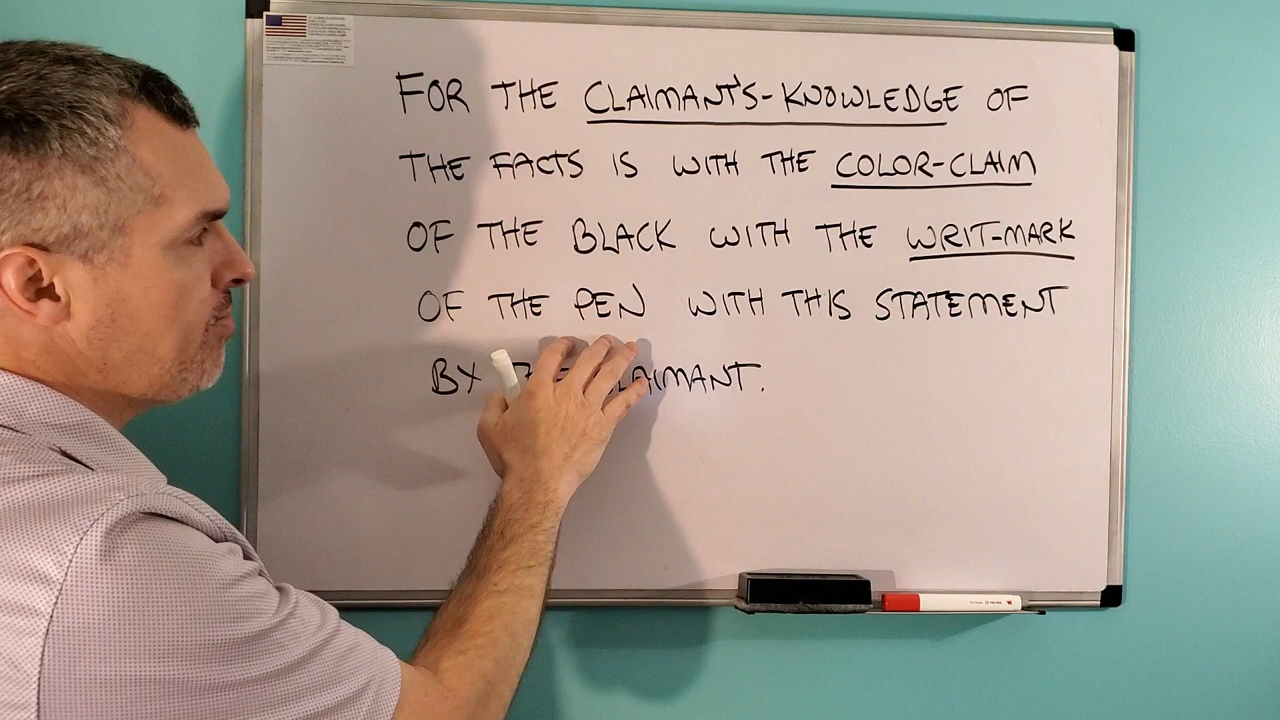 FOR THE CLAIMANT'S-KNOWLEDGE OF
THE FACTS IS WITH THE COLOR-CLAIM
OF THE BLACK WITH THE WRIT-MARK
OF THE PEN WITH THIS STATEMENT
BY CLAIMANT.